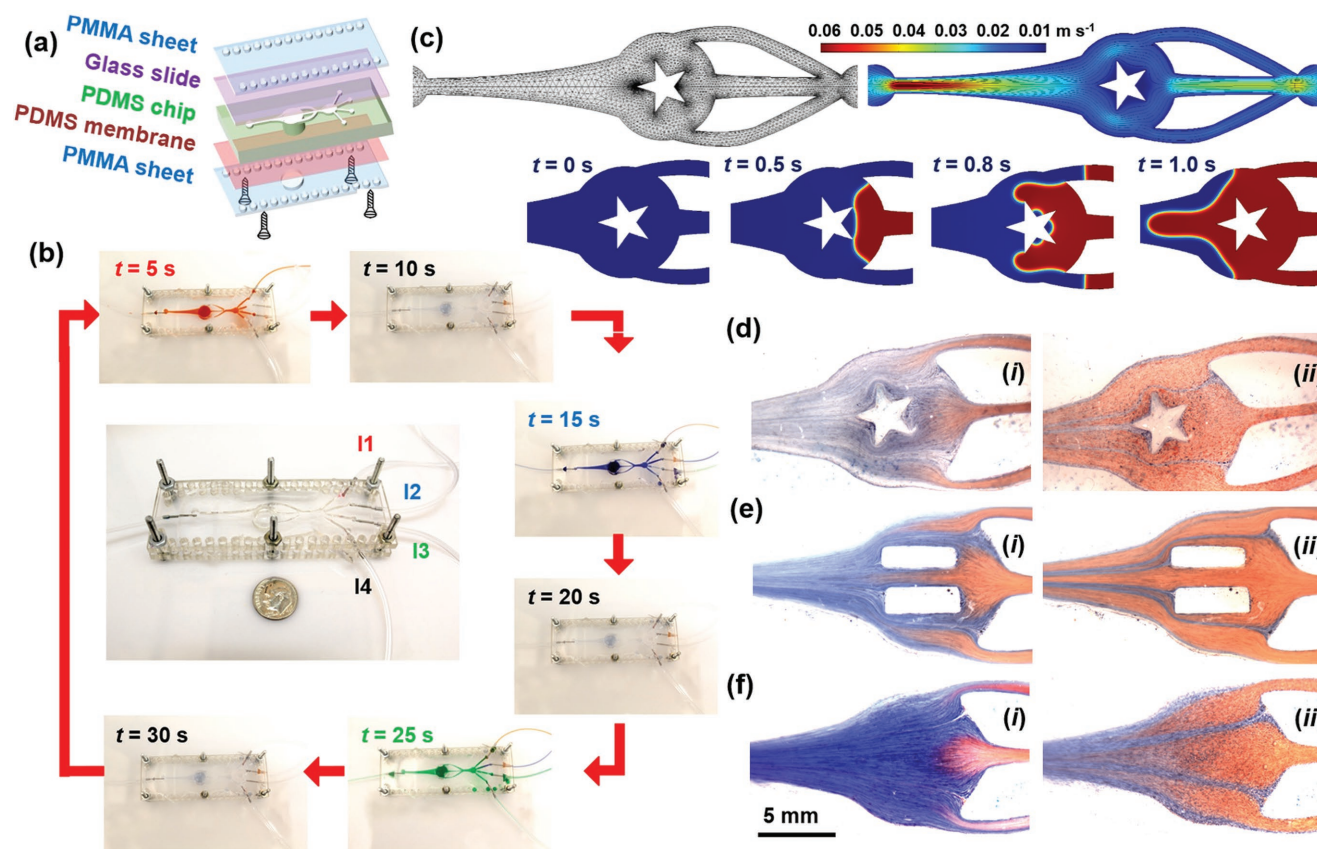 (a)
PMMA sheet
Glass slide
PDMS chip
PDMS membrane
PMMA sheet
(b)
t = 5 s
t = 10 s
t = 15 s
t = 20 s
t = 25 s
t = 30 s
I1
I2
I3
I4
(c)
0.06 0.05 0.04 0.03 0.02 0.01 m s⁻¹
t = 0 s
t = 0.5 s
t = 0.8 s
t = 1.0 s
(d)
(i)
(ii
(e)
(i)
(ii
(f)
(i)
(ii
5 mm